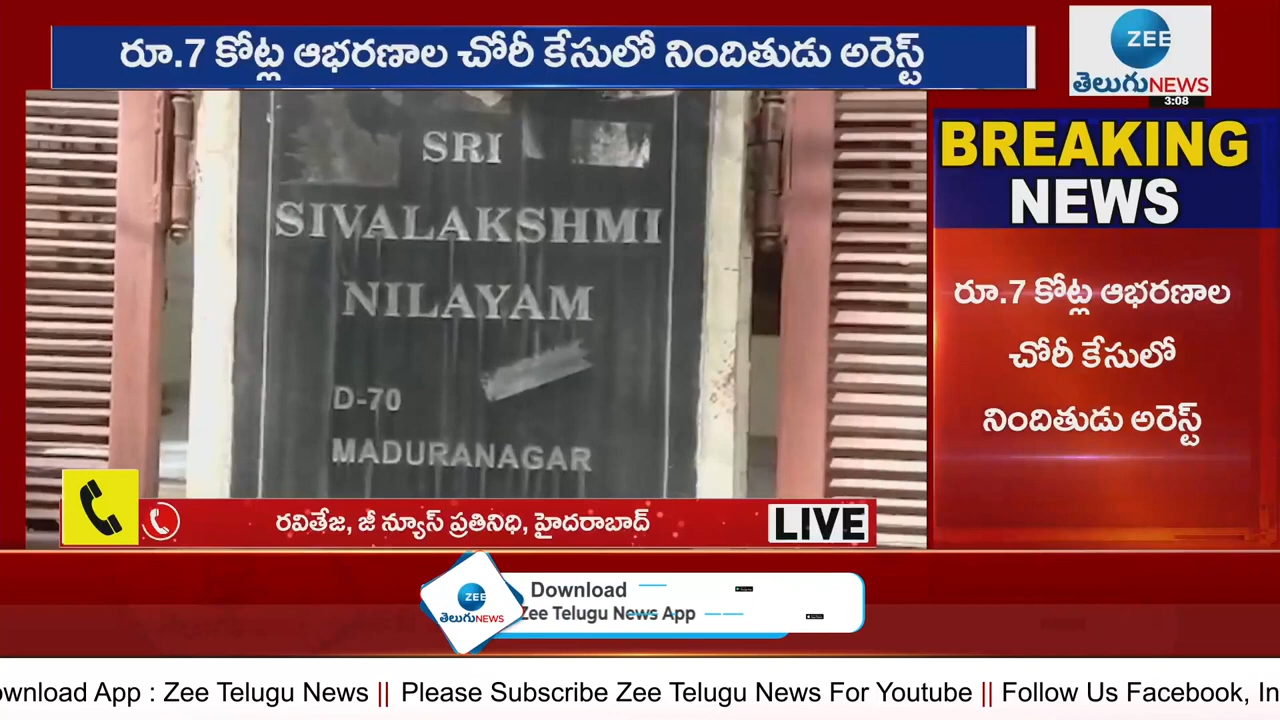 రూ.7 కోట్ల ఆభరణాల చోరీ కేసులో నిందితుడు అరెస్ట్
ZEE
తెలుగు NEWS
3:08
BREAKING
NEWS
రూ.7 కోట్ల ఆభరణాల
చోరీ కేసులో
నిందితుడు అరెస్ట్
SRI
SIVALAKSHMI
NILAYAM
D-70
MADURANAGAR
రవితేజ, జీ న్యూస్ ప్రతినిధి, హైదరాబాద్
LIVE
ZEE
తెలుగు NEWS
Download
Zee Telugu News App
ownload App : Zee Telugu News || Please Subscribe Zee Telugu News For Youtube || Follow Us Facebook, In